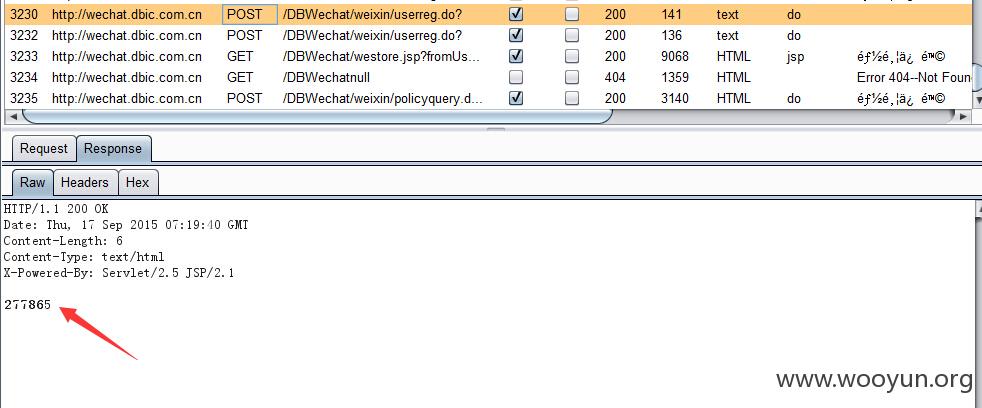 3230 http://wechat.dbic.com.cn POST /DBWechat/weixin/userreg.do? 200 141 text do
3232 http://wechat.dbic.com.cn POST /DBWechat/weixin/userreg.do? 200 136 text do
3233 http://wechat.dbic.com.cn GET /DBWechat/westore.jsp?fromUs... 200 9068 HTML jsp éƒ½é‚¦ä¿ é™©
3234 http://wechat.dbic.com.cn GET /DBWechatnull 404 1359 HTML Error 404--Not Foun
3235 http://wechat.dbic.com.cn POST /DBWechat/weixin/policyquery.d... 200 3140 HTML do éƒ½é‚¦ä¿ é™©
Request Response
Raw Headers Hex
HTTP/1.1 200 OK
Date: Thu, 17 Sep 2015 07:19:40 GMT
Content-Length: 6
Content-Type: text/html
X-Powered-By: Servlet/2.5 JSP/2.1
277865
www.wooyun.org